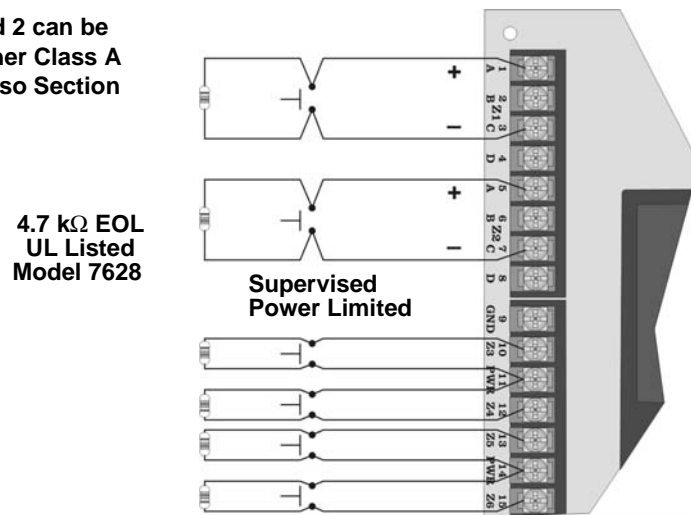 d 2 can be
ner Class A
so Section
4.7 kΩ EOL
UL Listed
Model 7628
Supervised
Power Limited
+
−
+
−
A 1
B 2
Z1
C 3
D 4
A 5
B 6
Z2
C 7
D 8
GND 9
Z3 10
PWR 11
Z4 12
Z5 13
PWR 14
Z6 15